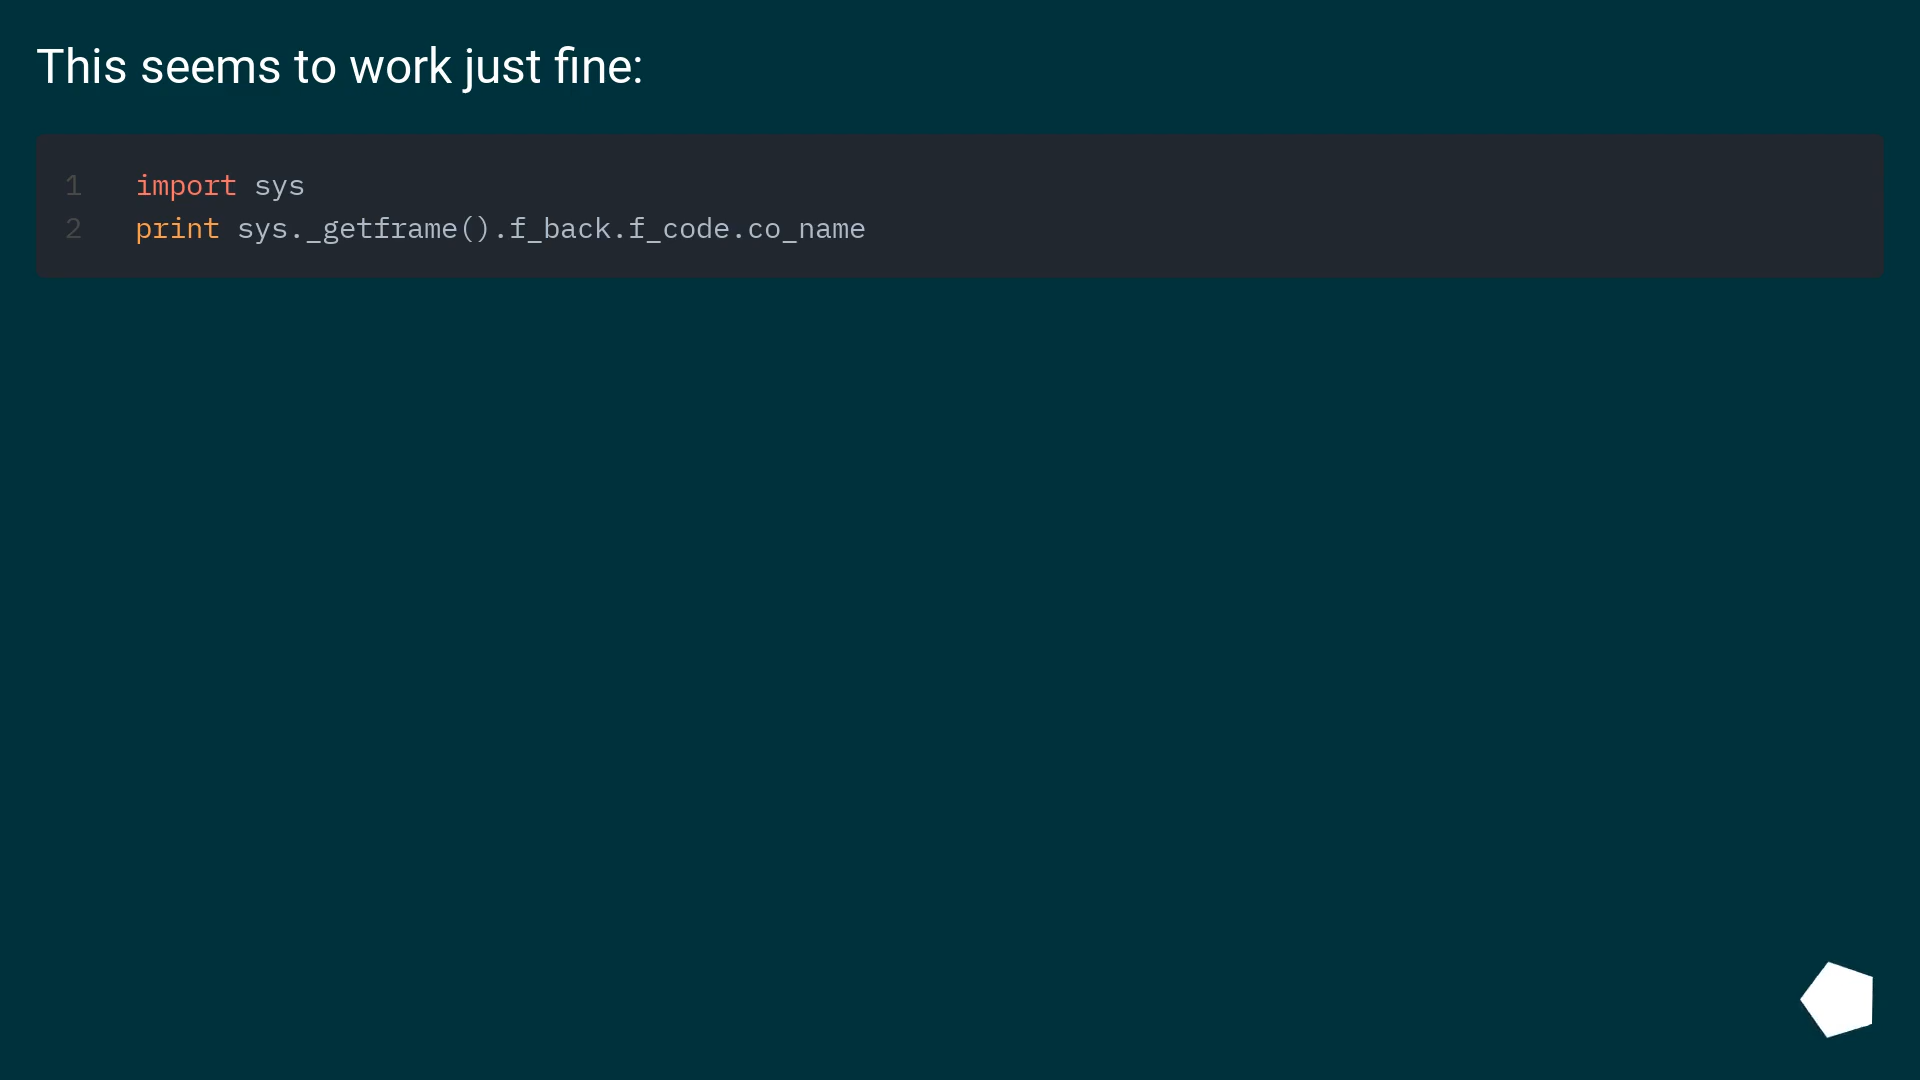 This seems to work just fine:
1 import sys
2 print sys._getframe().f_back.f_code.co_name